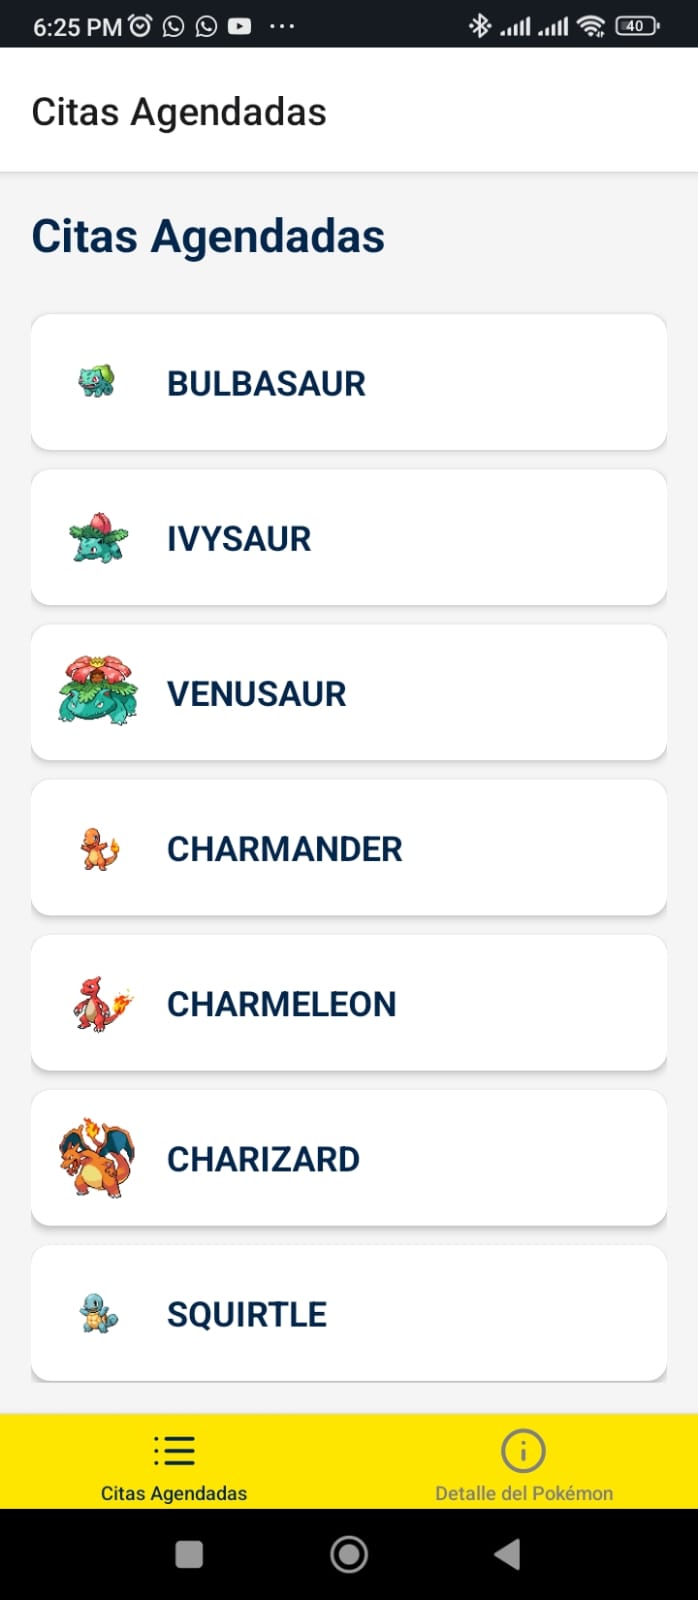 6:25 PM
40
Citas Agendadas
Citas Agendadas
BULBASAUR
IVYSAUR
VENUSAUR
CHARMANDER
CHARMELEON
CHARIZARD
SQUIRTLE
Citas Agendadas
Detalle del Pokémon